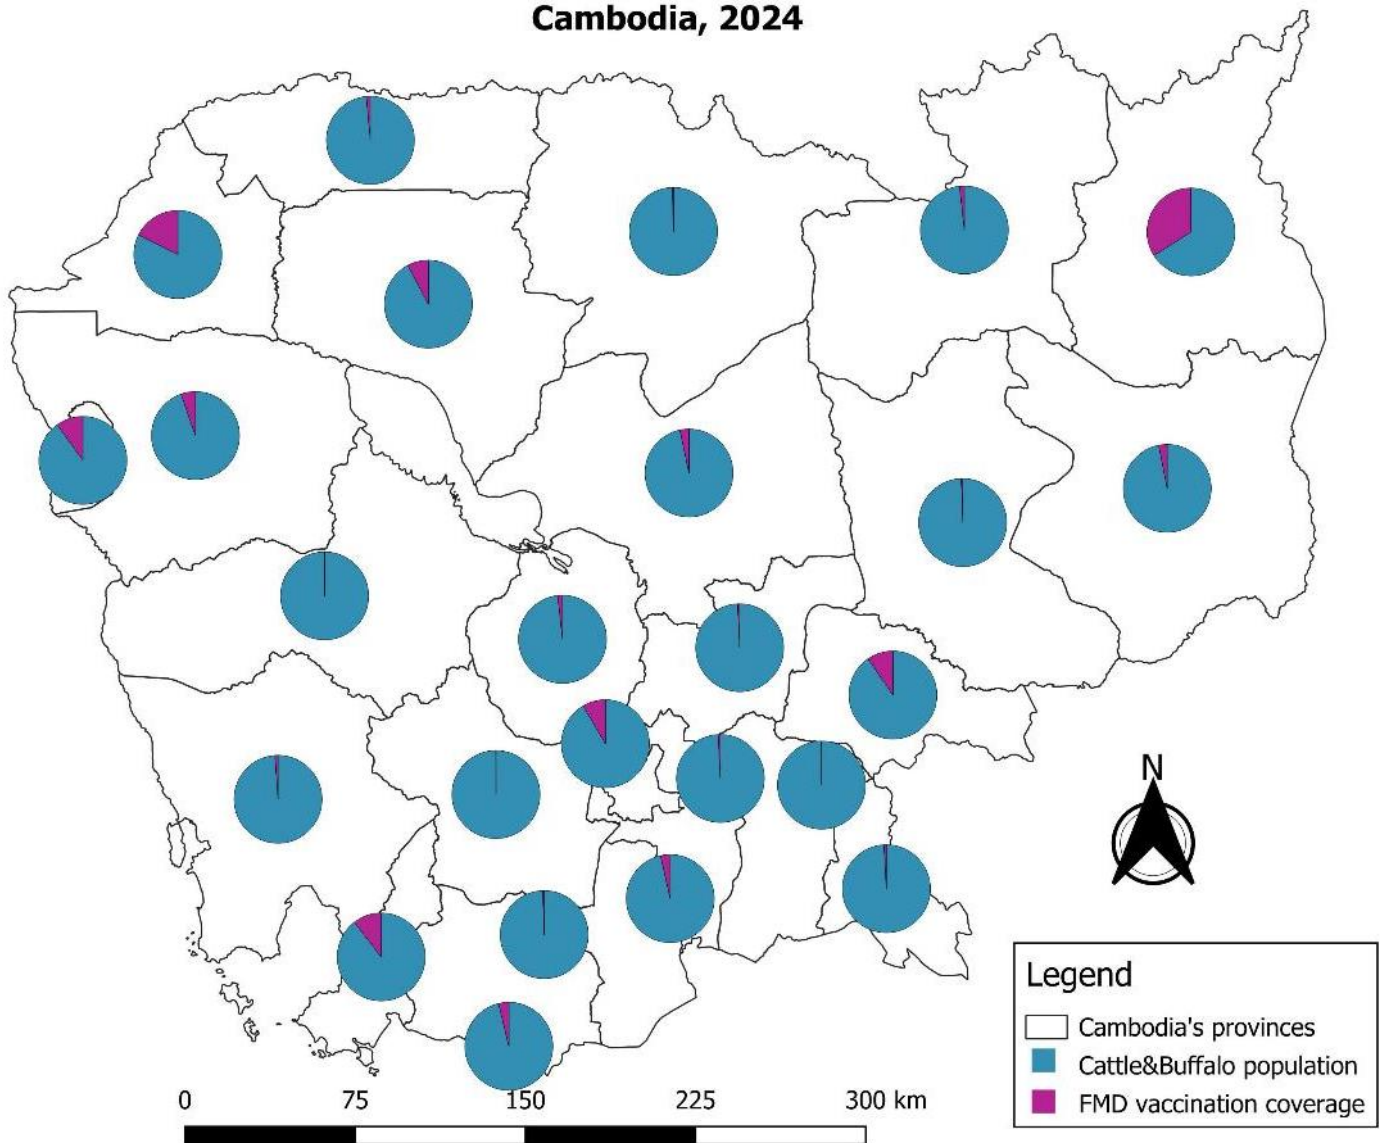 Cambodia, 2024
N
Legend
Cambodia's provinces
Cattle&Buffalo population
FMD vaccination coverage
0 75 150 225 300 km